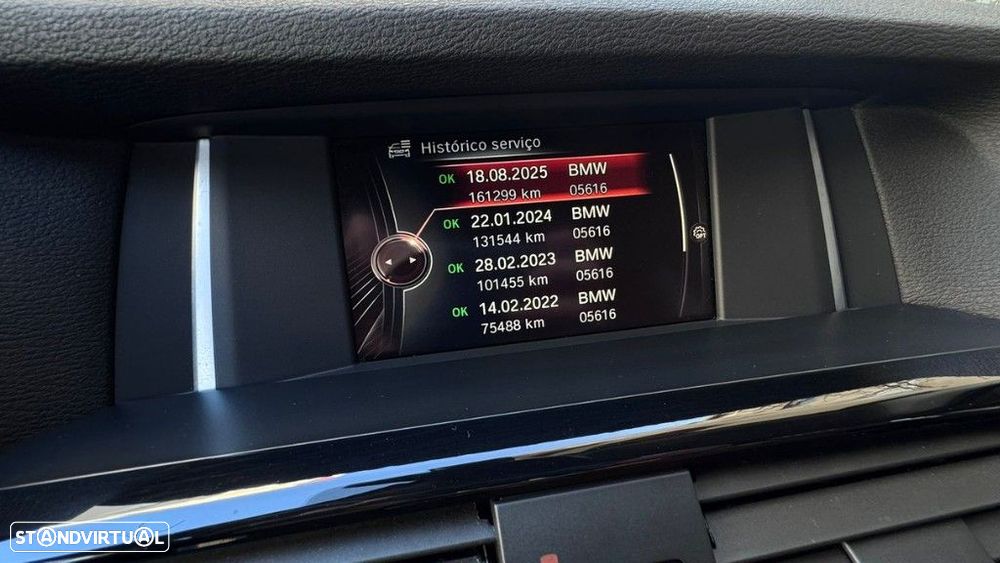 Histórico serviço
OK 18.08.2025 BMW
161299 km 05616
OK 22.01.2024 BMW
131544 km 05616
OK 28.02.2023 BMW
101455 km 05616
OK 14.02.2022 BMW
75488 km 05616
OPT
STANDVIRTUAL